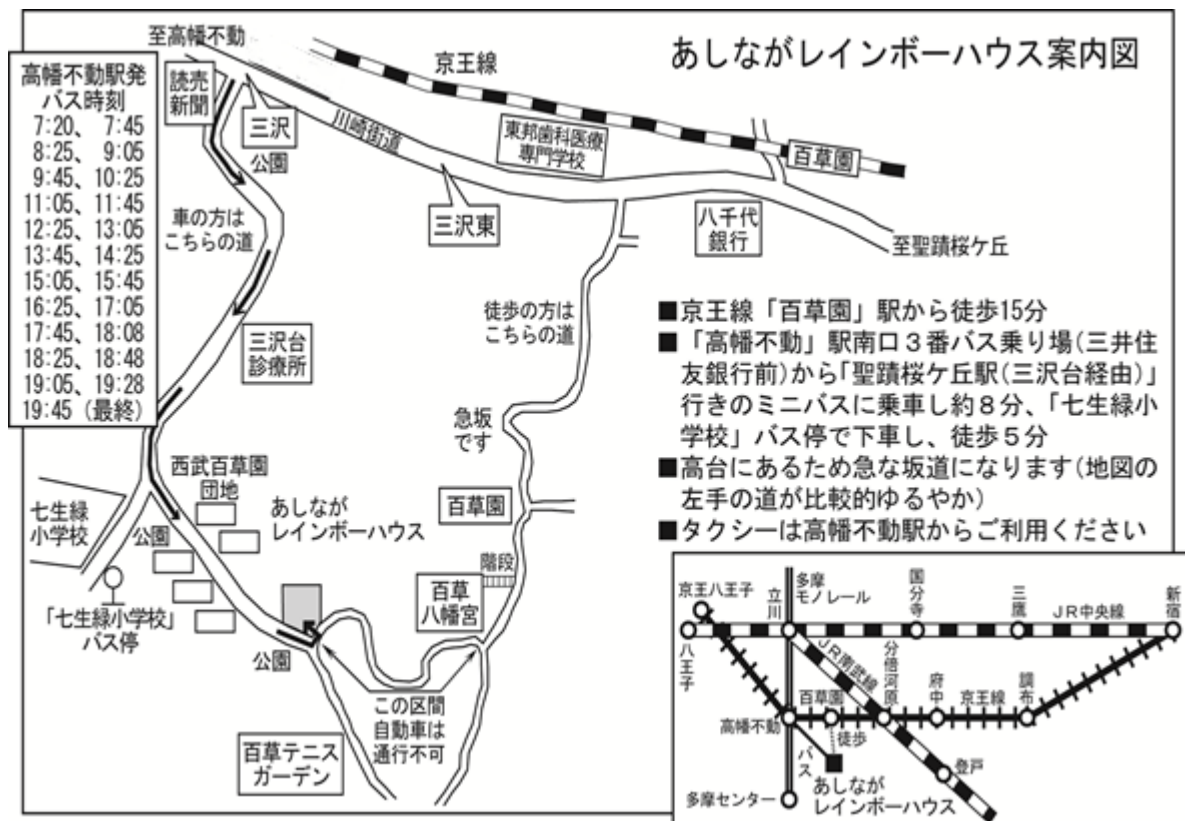 あしながレインボーハウス案内図
至高幡不動
高幡不動駅発
バス時刻
7:20、 7:45
8:25、 9:05
9:45、10:25
11:05、11:45
12:25、13:05
13:45、14:25
15:05、15:45
16:25、17:05
17:45、18:08
18:25、18:48
19:05、19:28
19:45(最終)
読売
新聞
三沢
公園
京王線
川崎街道
東邦歯科医療
専門学校
百草園
三沢東
八千代
銀行
至聖蹟桜ケ丘
車の方は
こちらの道
徒歩の方は
こちらの道
三沢台
診療所
急坂
です
西武百草園
団地
あしなが
レインボーハウス
百草園
七生緑
小学校
公園
階段
百草
八幡宮
「七生緑小学校」
バス停
公園
この区間
自動車は
通行不可
百草テニス
ガーデン
■京王線「百草園」駅から徒歩15分
■「高幡不動」駅南口3番バス乗り場(三井住
友銀行前)から「聖蹟桜ケ丘駅(三沢台経由)」
行きのミニバスに乗車し約8分、「七生緑小
学校」バス停で下車し、徒歩5分
■高台にあるため急な坂道になります(地図の
左手の道が比較的ゆるやか)
■タクシーは高幡不動駅からご利用ください
京王八王子
立川
多摩
モノレール
国分寺
三鷹
JR中央線
新宿
八王子
JR南武線
分倍河原
府中
京王線
調布
百草園
高幡不動
徒歩
バス
登戸
あしなが
レインボーハウス
多摩センター